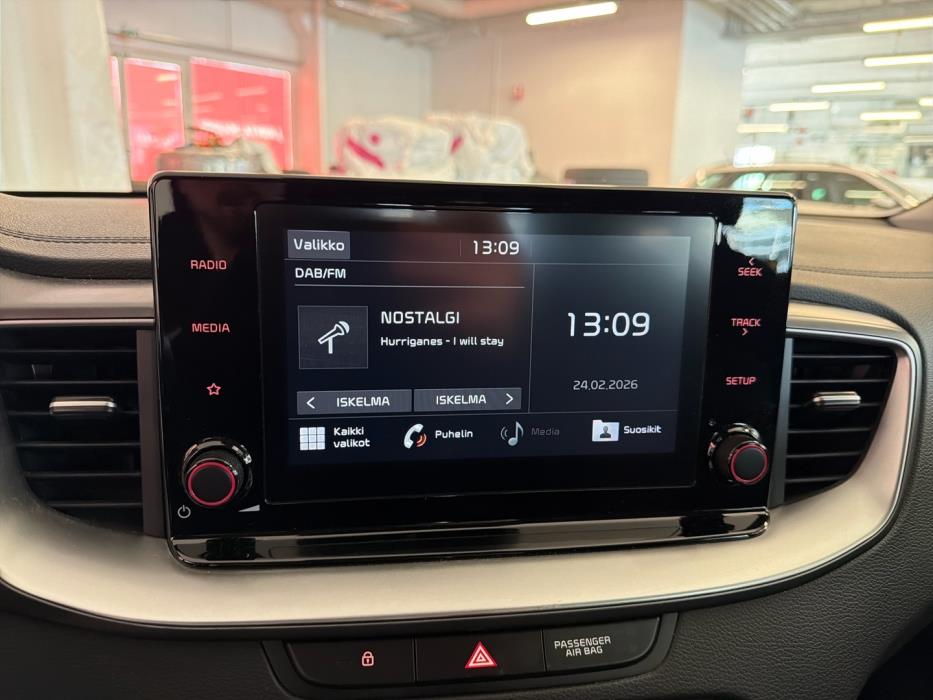 Valikko
13:09
DAB/FM
NOSTALGI
Hurriganes - I will stay
ISKELMA
ISKELMA
13:09
24.02.2026
Kaikki
valikot
Puhelin
Media
Suosikit
RADIO
MEDIA
SEEK
TRACK
SETUP
PASSENGER
AIR BAG